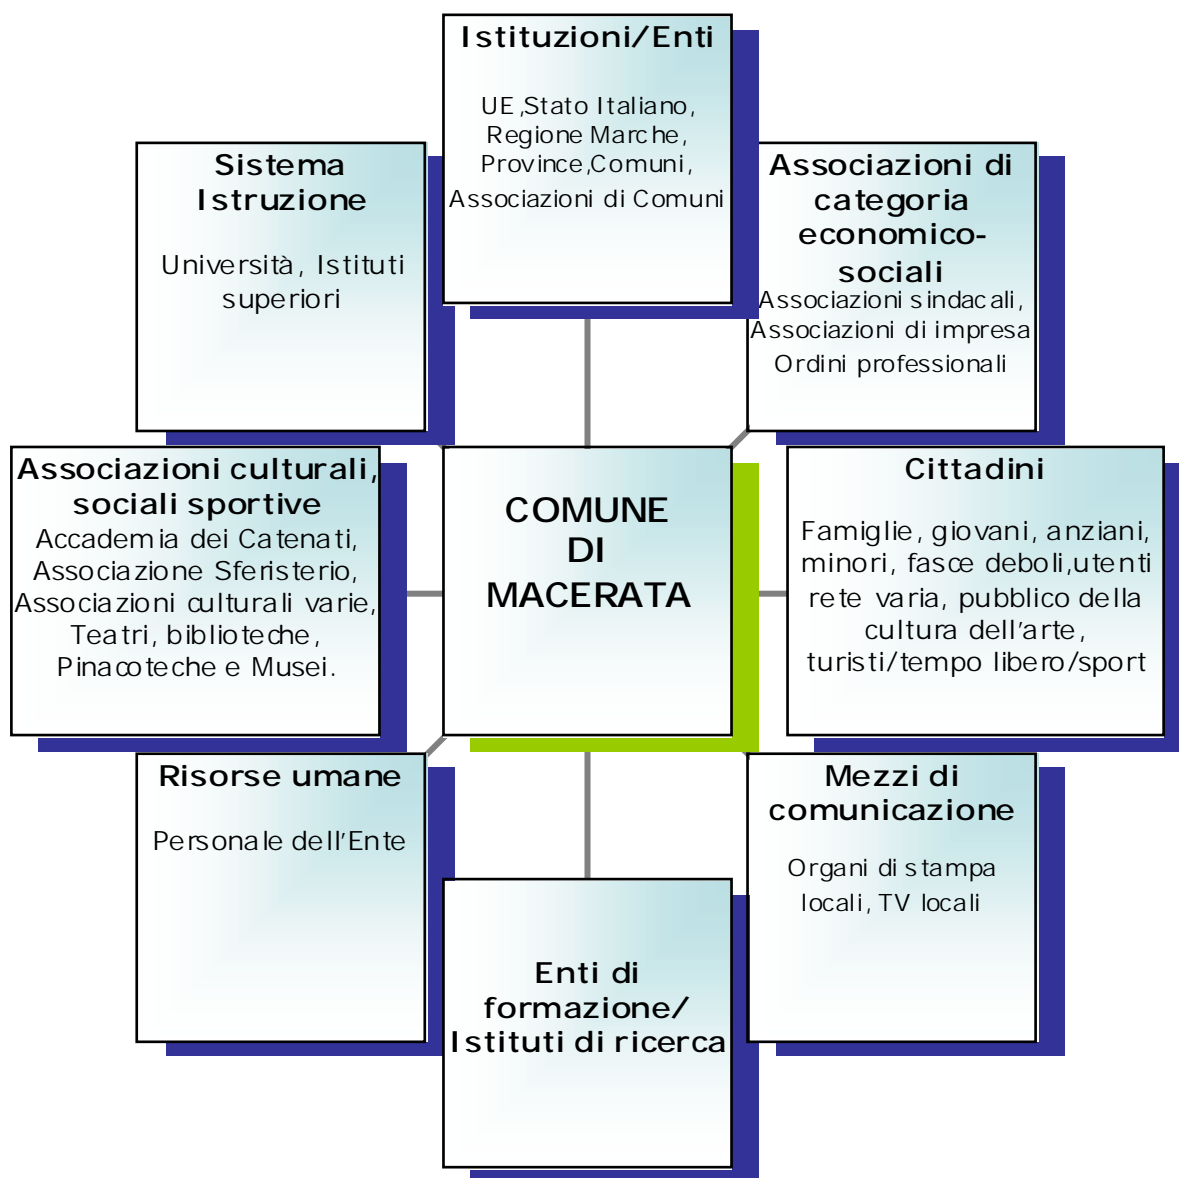 Istituzioni/Enti
UE,Stato Italiano,
Regione Marche,
Province,Comuni,
Associazioni di Comuni
Sistema
Istruzione
Università, Istituti
superiori
Associazioni di
categoria
economico-
sociali
Associazioni sindacali,
Associazioni di impresa
Ordini professionali
Associazioni culturali,
sociali sportive
Accademia dei Catenati,
Associazione Sferisterio,
Associazioni culturali varie,
Teatri, biblioteche,
Pinacoteche e Musei.
COMUNE
DI
MACERATA
Cittadini
Famiglie, giovani, anziani,
minori, fasce deboli,utenti
rete varia, pubblico della
cultura dell'arte,
turisti/tempo libero/sport
Risorse umane
Personale dell'Ente
Enti di
formazione/
Istituti di ricerca
Mezzi di
comunicazione
Organi di stampa
locali, TV locali